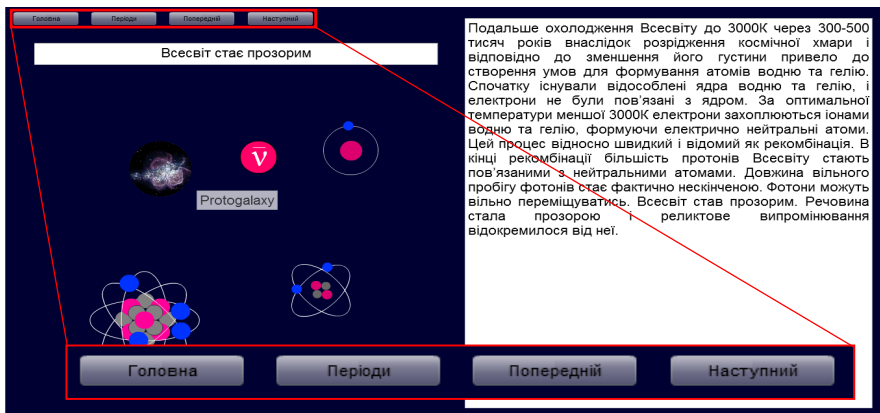 Головна Періоди Попередній Наступний
Всесвіт стає прозорим
ν̅
Protogalaxy
Подальше охолодження Всесвіту до 3000К через 300-500
тисяч років внаслідок розрідження космічної хмари і
відповідно до зменшення його густини привело до
створення умов для формування атомів водню та гелію.
Спочатку існували відособлені ядра водню та гелію, і
електрони не були пов’язані з ядром. За оптимальної
температури меншої 3000К електрони захоплюються іонами
водню та гелію, формуючи електрично нейтральні атоми.
Цей процес відносно швидкий і відомий як рекомбінація. В
кінці рекомбінації більшість протонів Всесвіту стають
пов’язаними з нейтральними атомами. Довжина вільного
пробігу фотонів стає фактично нескінченою. Фотони можуть
вільно переміщуватись. Всесвіт став прозорим. Речовина
стала прозорою і реликтове випромінювання
відокремилося від неї.
Головна Періоди Попередній Наступний